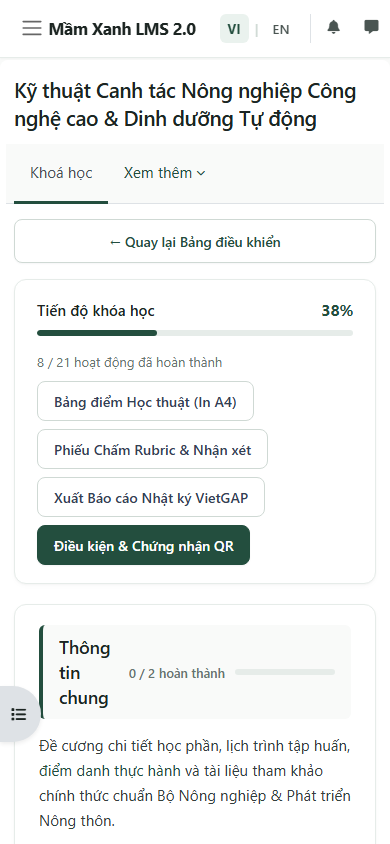 Mầm Xanh LMS 2.0 VI | EN
Kỹ thuật Canh tác Nông nghiệp Công
nghệ cao & Dinh dưỡng Tự động
Khoá học Xem thêm
← Quay lại Bảng điều khiển
Tiến độ khóa học 38%
8 / 21 hoạt động đã hoàn thành
Bảng điểm Học thuật (In A4)
Phiếu Chấm Rubric & Nhận xét
Xuất Báo cáo Nhật ký VietGAP
Điều kiện & Chứng nhận QR
Thông
tin
chung
0 / 2 hoàn thành
Đề cương chi tiết học phần, lịch trình tập huấn,
điểm danh thực hành và tài liệu tham khảo
chính thức chuẩn Bộ Nông nghiệp & Phát triển
Nông thôn.